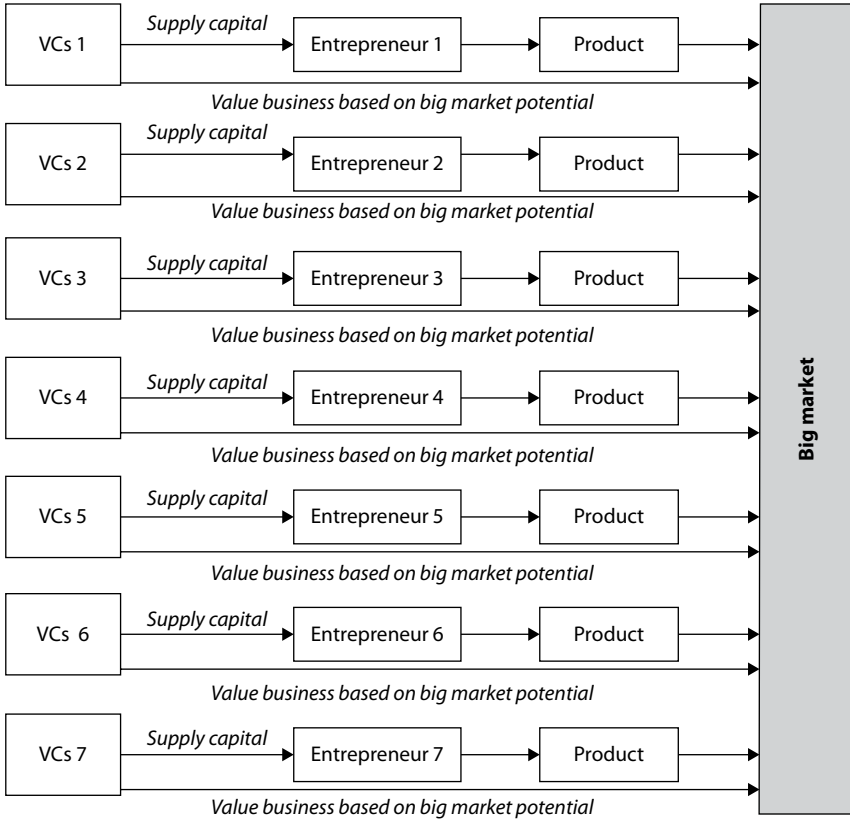 Supply capital
VCs 1
Entrepreneur 1
Product
Value business based on big market potential
Supply capital
VCs 2
Entrepreneur 2
Product
Value business based on big market potential
Supply capital
VCs 3
Entrepreneur 3
Product
Value business based on big market potential
Supply capital
VCs 4
Entrepreneur 4
Product
Value business based on big market potential
Supply capital
VCs 5
Entrepreneur 5
Product
Value business based on big market potential
Supply capital
VCs 6
Entrepreneur 6
Product
Value business based on big market potential
Supply capital
VCs 7
Entrepreneur 7
Product
Value business based on big market potential
Big market